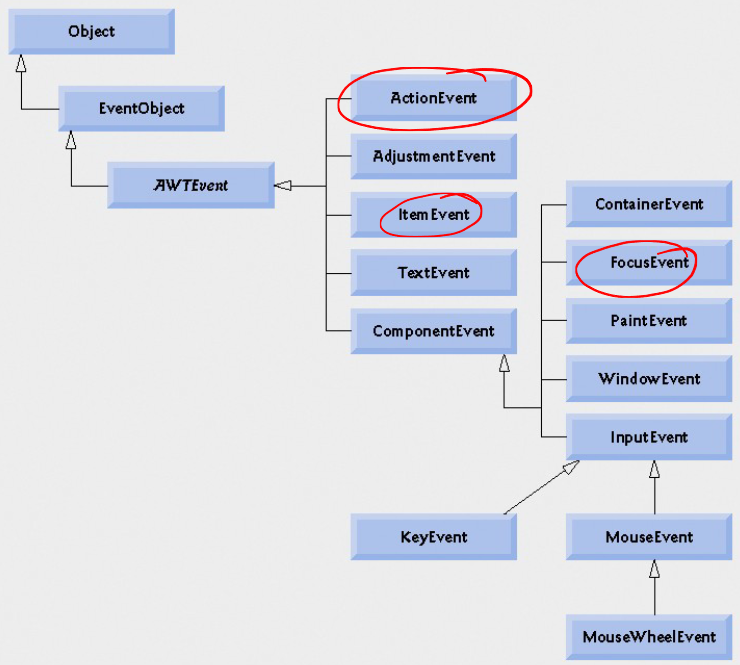 Object
EventObject
AWTEvent
ActionEvent
AdjustmentEvent
ItemEvent
TextEvent
ComponentEvent
ContainerEvent
FocusEvent
PaintEvent
WindowEvent
InputEvent
KeyEvent
MouseEvent
MouseWheelEvent